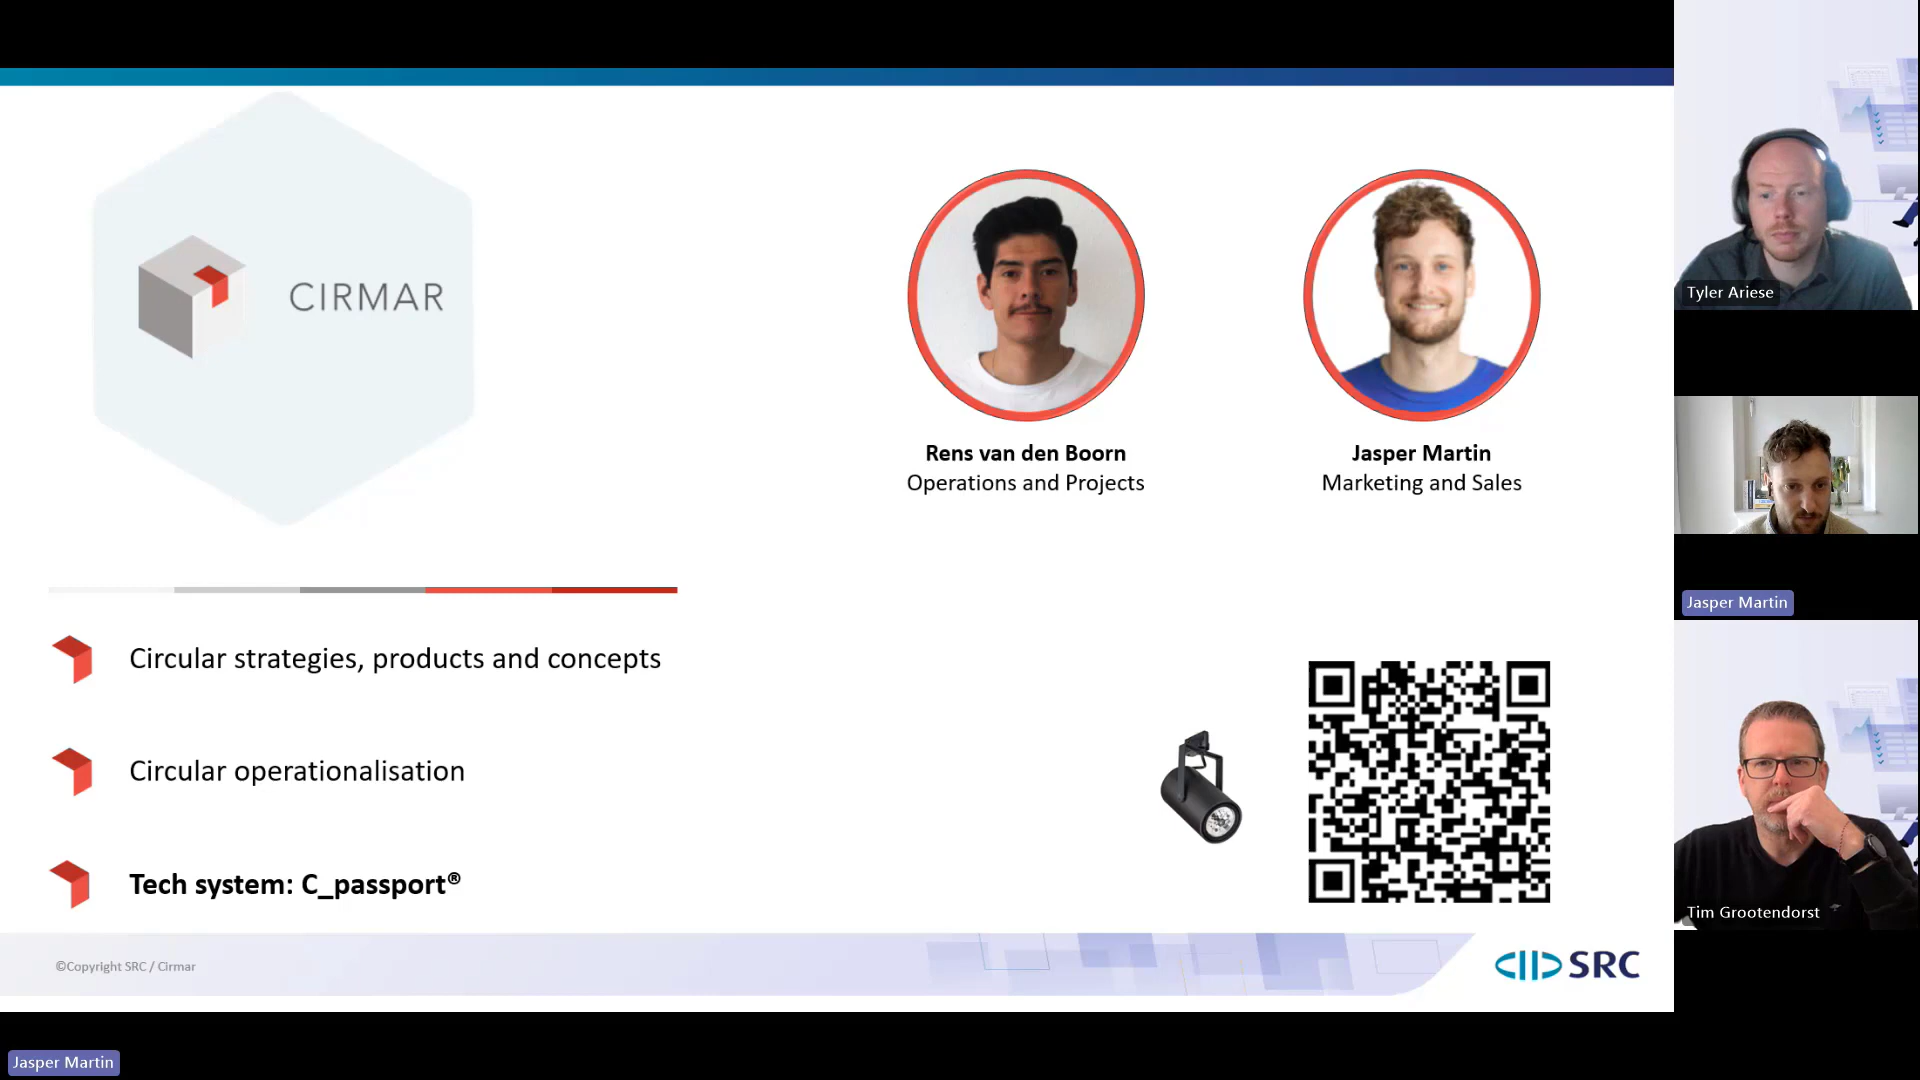 CIRMAR
Rens van den Boorn
Operations and Projects
Jasper Martin
Marketing and Sales
Circular strategies, products and concepts
Circular operationalisation
Tech system: C_passport®
©Copyright SRC / Cirmar
SRC
Tyler Ariese
Jasper Martin
Tim Grootendorst
Jasper Martin